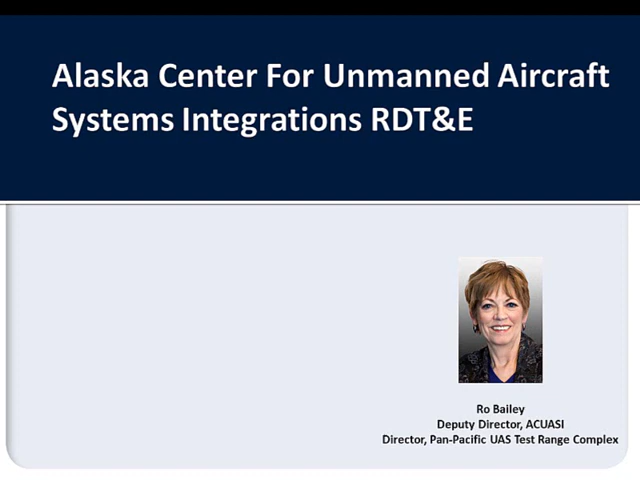 Alaska Center For Unmanned Aircraft
Systems Integrations RDT&E
Ro Bailey
Deputy Director, ACUASI
Director, Pan-Pacific UAS Test Range Complex